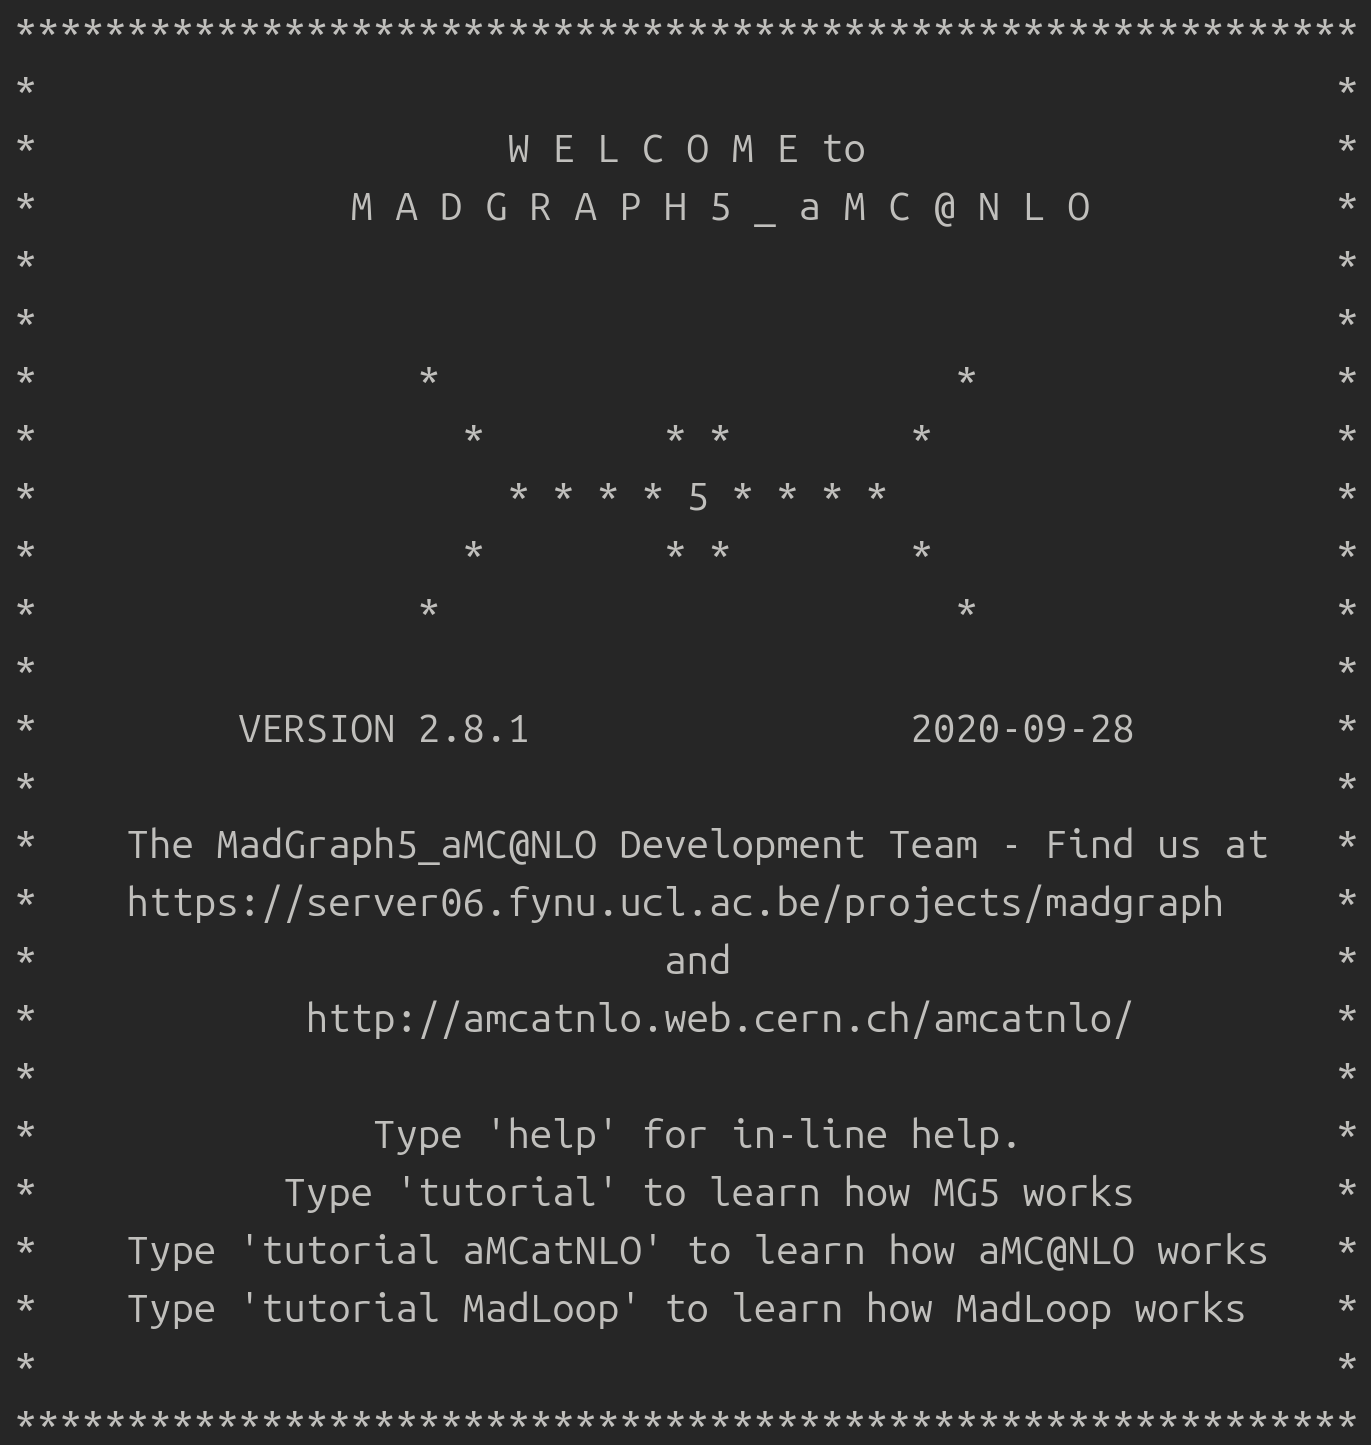 ************************************************************
*                                                          *
*                     W E L C O M E to                     *
*              M A D G R A P H 5 _ a M C @ N L O           *
*                                                          *
*                                                          *
*                 *                       *                *
*                   *        * *        *                  *
*                     * * * * 5 * * * *                    *
*                   *        * *        *                  *
*                 *                       *                *
*                                                          *
*         VERSION 2.8.1                 2020-09-28         *
*                                                          *
*    The MadGraph5_aMC@NLO Development Team - Find us at   *
*    https://server06.fynu.ucl.ac.be/projects/madgraph     *
*                            and                           *
*            http://amcatnlo.web.cern.ch/amcatnlo/         *
*                                                          *
*               Type 'help' for in-line help.              *
*           Type 'tutorial' to learn how MG5 works         *
*    Type 'tutorial aMCatNLO' to learn how aMC@NLO works   *
*    Type 'tutorial MadLoop' to learn how MadLoop works    *
*                                                          *
************************************************************